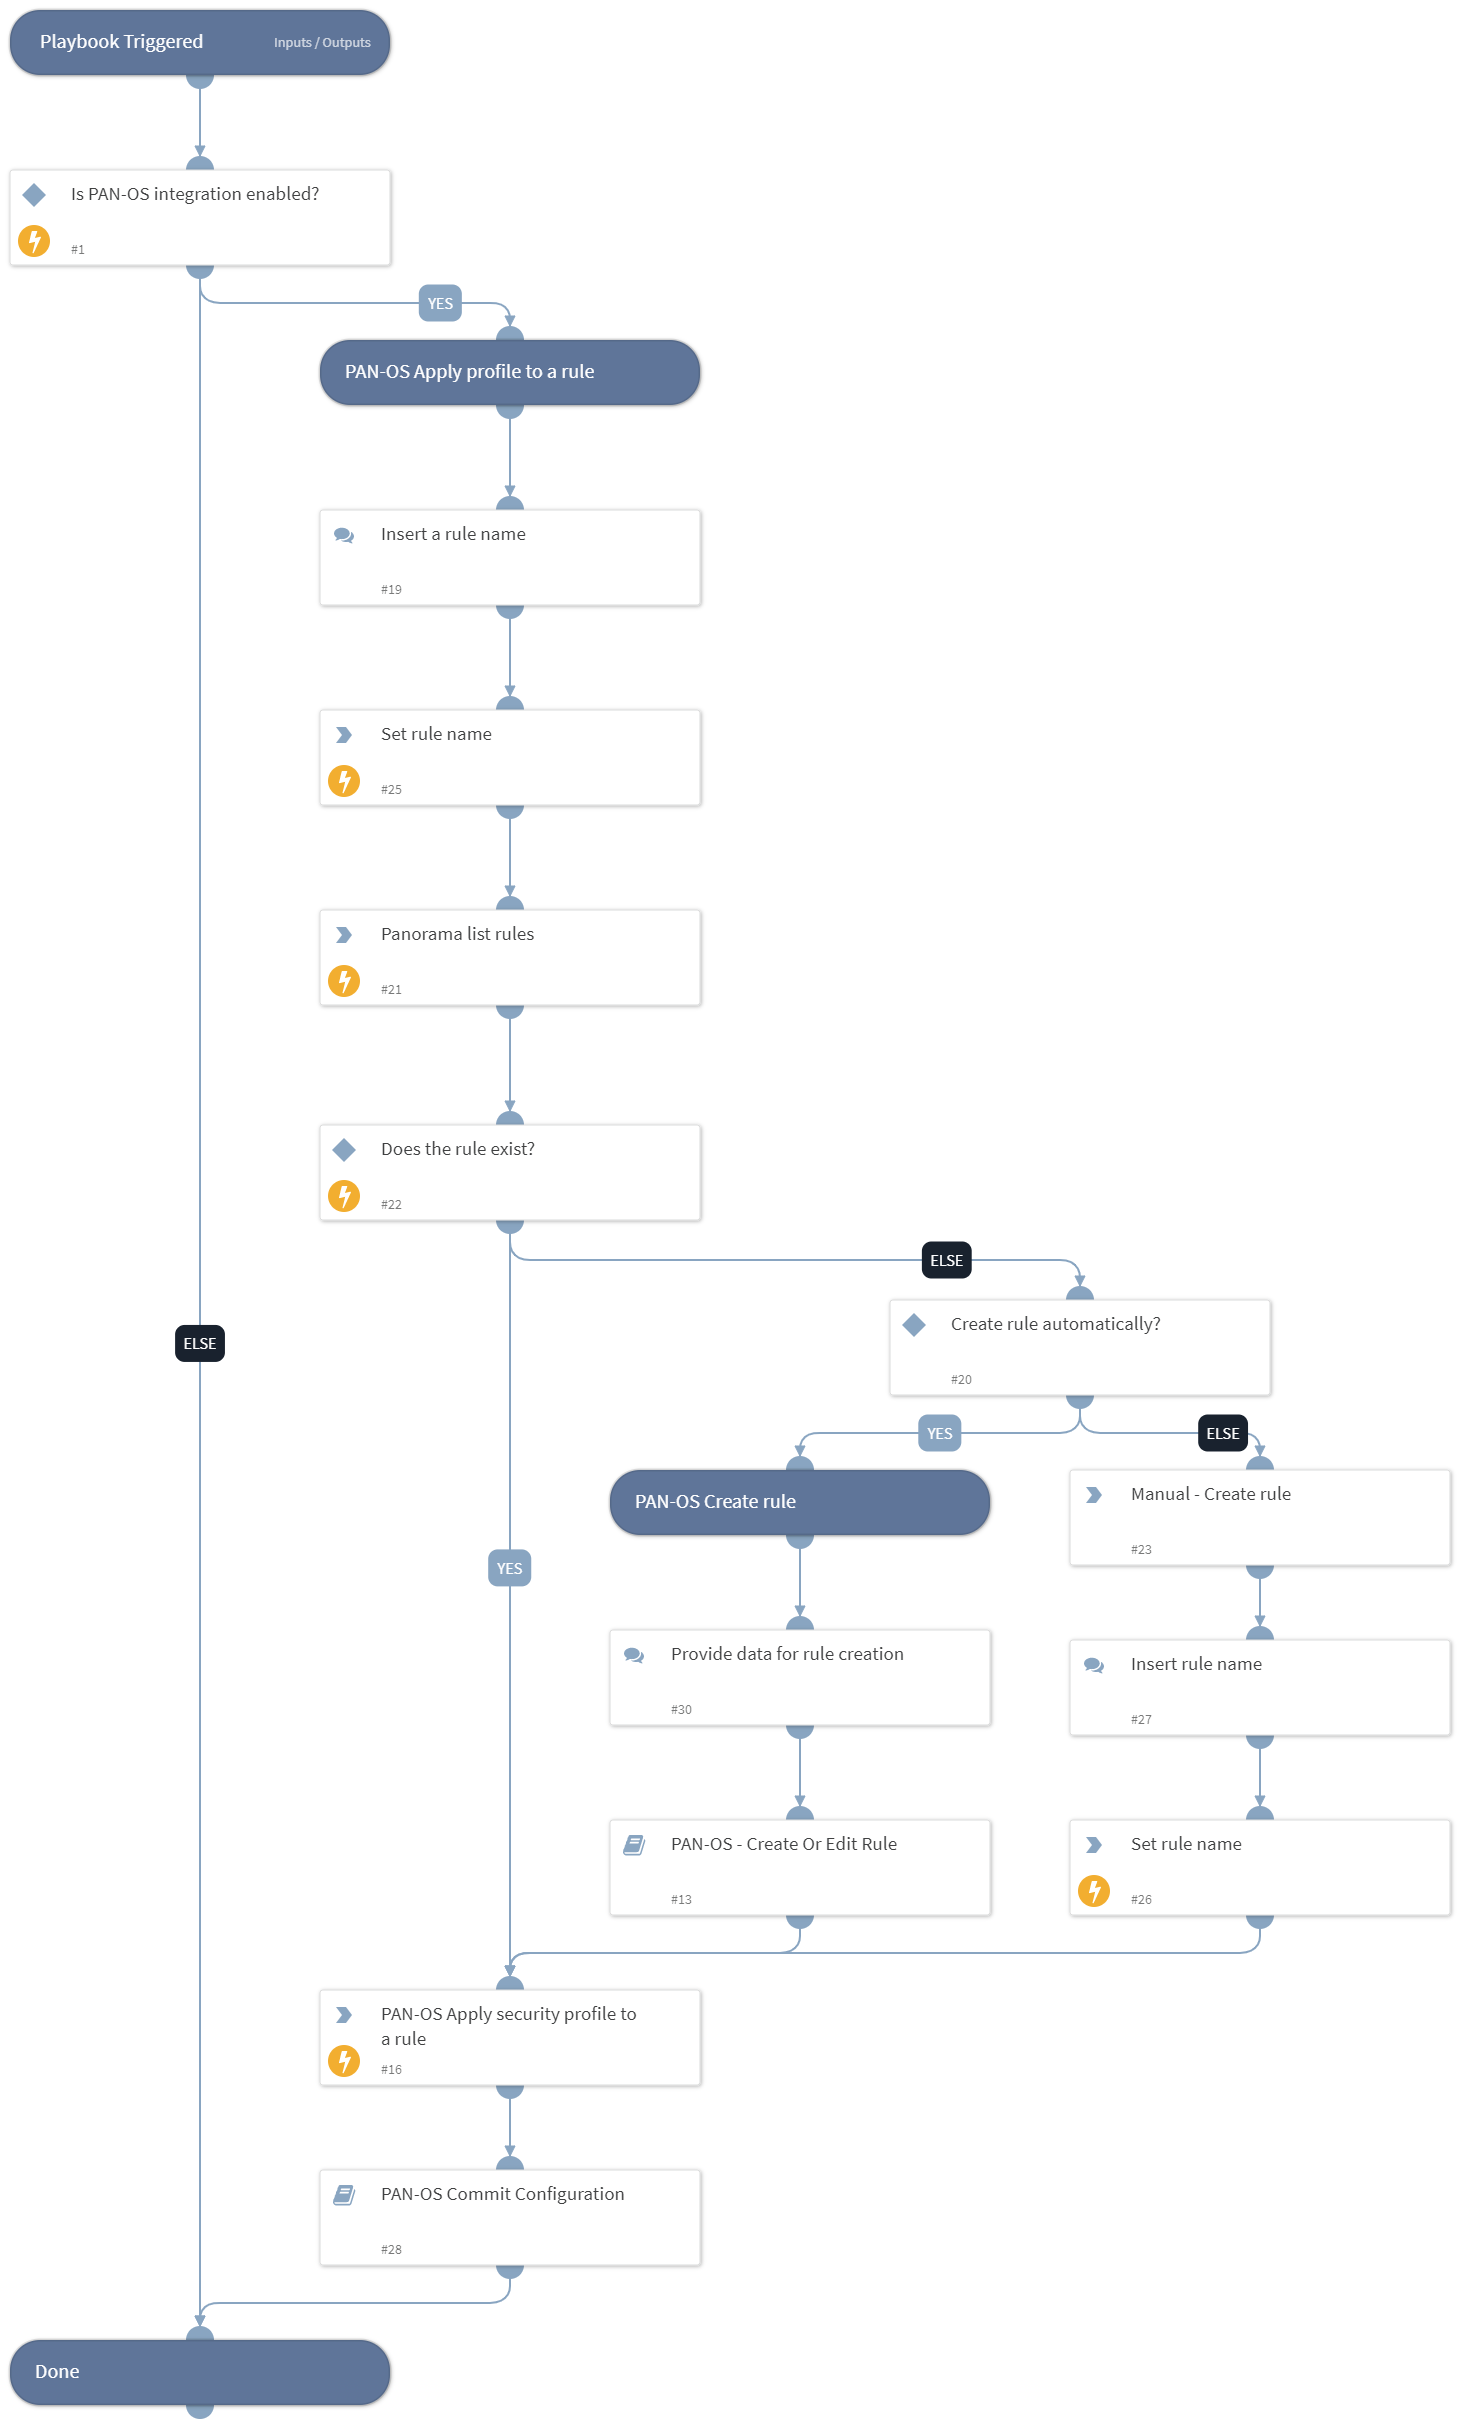 Playbook Triggered
Inputs / Outputs
Is PAN-OS integration enabled?
#1
YES
PAN-OS Apply profile to a rule
Insert a rule name
#19
Set rule name
#25
Panorama list rules
#21
Does the rule exist?
#22
ELSE
Create rule automatically?
#20
ELSE
YES
ELSE
PAN-OS Create rule
Manual - Create rule
#23
YES
Provide data for rule creation
#30
Insert rule name
#27
PAN-OS - Create Or Edit Rule
#13
Set rule name
#26
PAN-OS Apply security profile to
a rule
#16
PAN-OS Commit Configuration
#28
Done